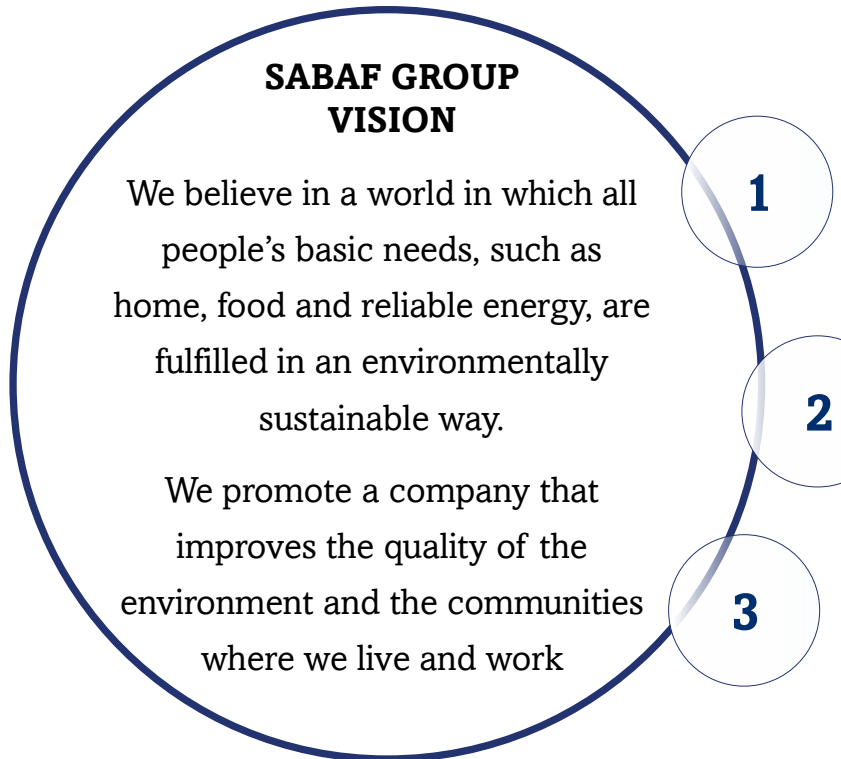 SABAF GROUP
VISION
We believe in a world in which all
people’s basic needs, such as
home, food and reliable energy, are
fulfilled in an environmentally
sustainable way.
We promote a company that
improves the quality of the
environment and the communities
where we live and work
1
2
3